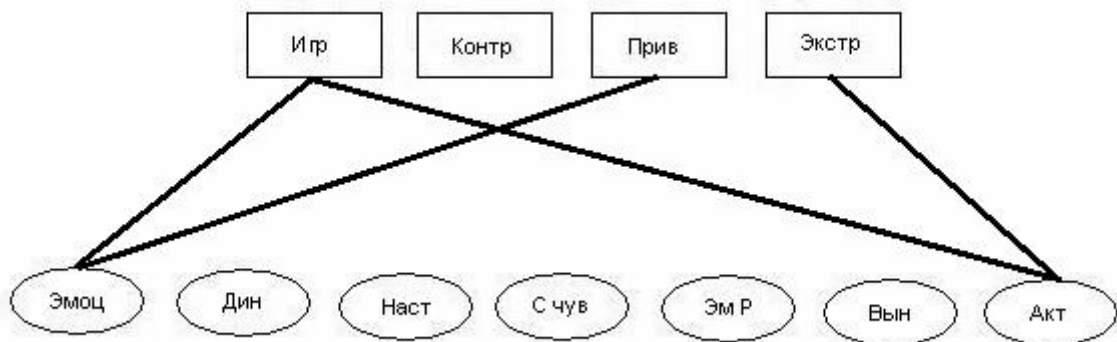 Игр
Контр
Прив
Экстр
Эмоц
Дин
Наст
С чув
Эм Р
Вын
Акт